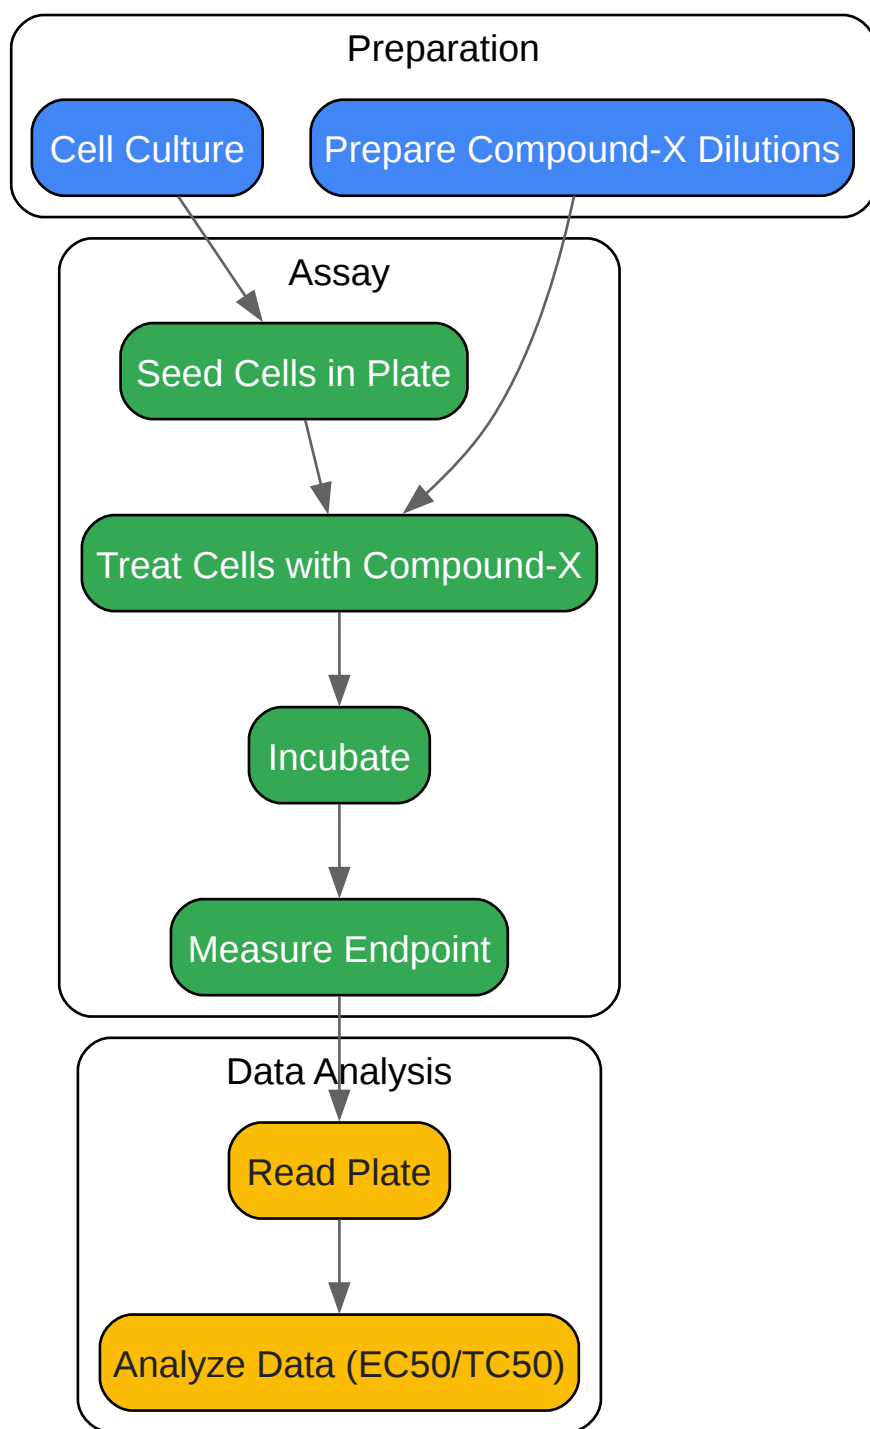 Preparation
Cell Culture
Prepare Compound-X Dilutions
Assay
Seed Cells in Plate
Treat Cells with Compound-X
Incubate
Measure Endpoint
Data Analysis
Read Plate
Analyze Data (EC50/TC50)